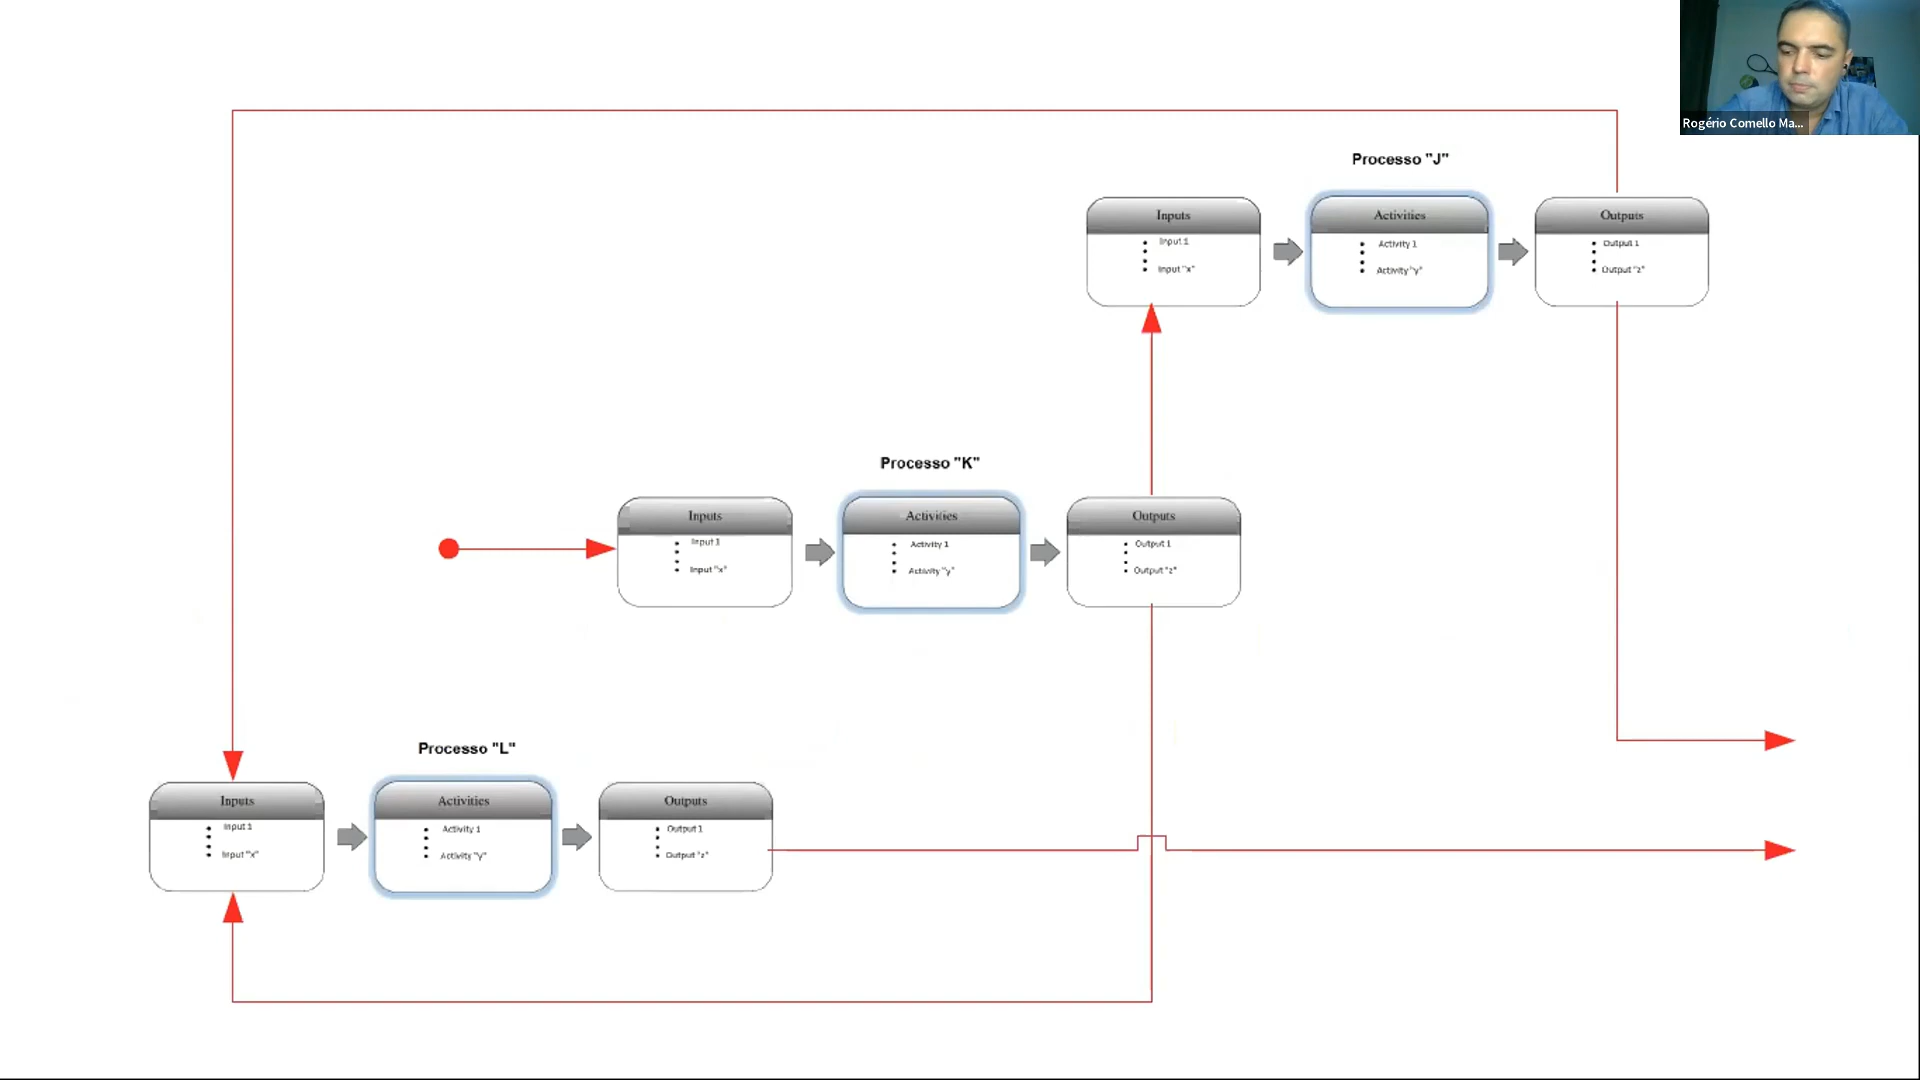 Rogério Comello Ma...
Processo "J"
Inputs
Input 1
Input "x"
Activities
Activity 1
Activity "y"
Outputs
Output 1
Output "z"
Processo "K"
Inputs
Input 1
Input "x"
Activities
Activity 1
Activity "y"
Outputs
Output 1
Output "z"
Processo "L"
Inputs
Input 1
Input "x"
Activities
Activity 1
Activity "y"
Outputs
Output 1
Output "z"